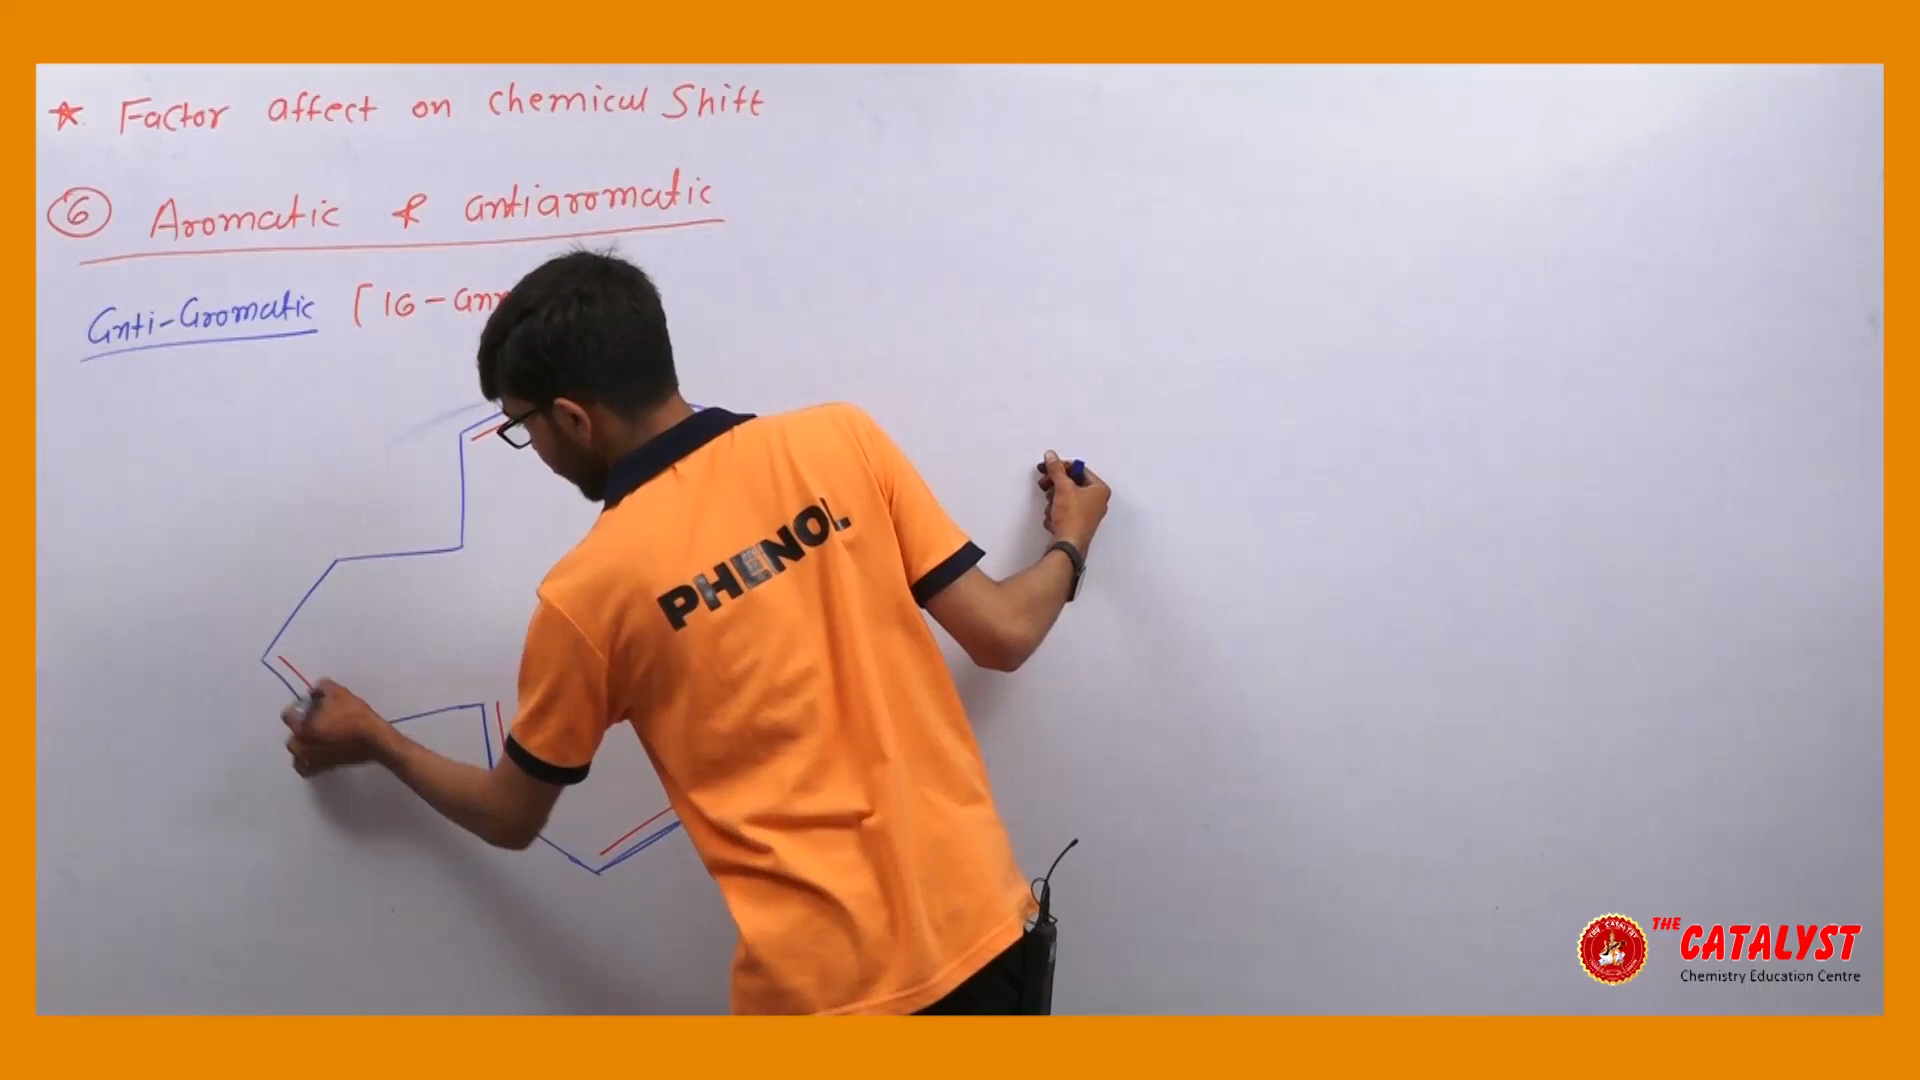 * Factor affect on chemical Shift
6 Aromatic & antiaromatic
Anti-Aromatic [16-ann
PHENOL
THE CATALYST
Chemistry Education Centre